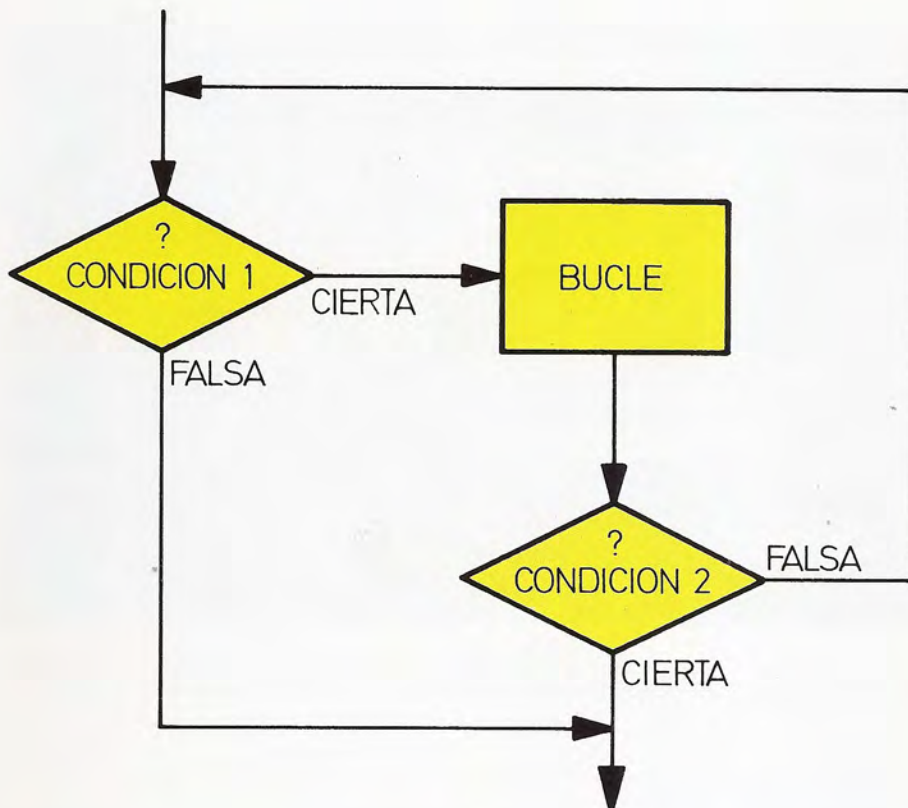 ?
CONDICION 1
CIERTA
FALSA
BUCLE
?
CONDICION 2
FALSA
CIERTA